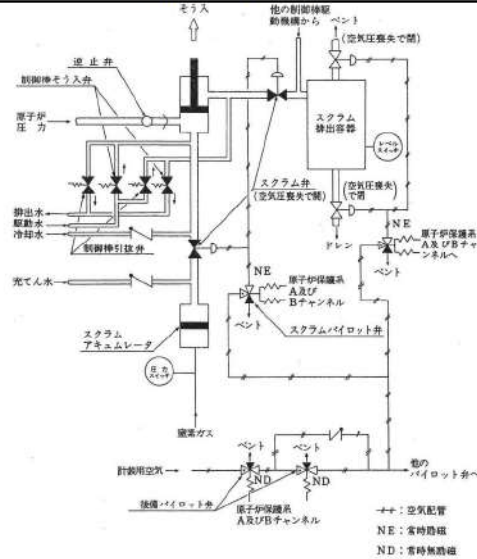 そう入
他の制御棒駆
動機構から
ベント
(空気圧喪失で閉)
逆止弁
制御棒そう入弁
原子炉
圧力
スクラム
排出容器
レベル
スイッチ
スクラム弁
(空気圧喪失で開)
(空気圧喪失
で閉)
排出水
駆動水
冷却水
制御棒引抜弁
ドレン
NE
原子炉保護系
A及びBチャ
ンネルへ
ベント
充てん水
NE
原子炉保護系
A及び
Bチャンネル
ベント
スクラムパイロット弁
スクラム
アキュムレータ
圧力
スイッチ
窒素ガス
ベント
ベント
計装用空気
ND
ND
他の
パイロット弁へ
後備パイロット弁
原子炉保護系
A及びBチャンネル
:空気配管
NE:常時励磁
ND:常時無励磁